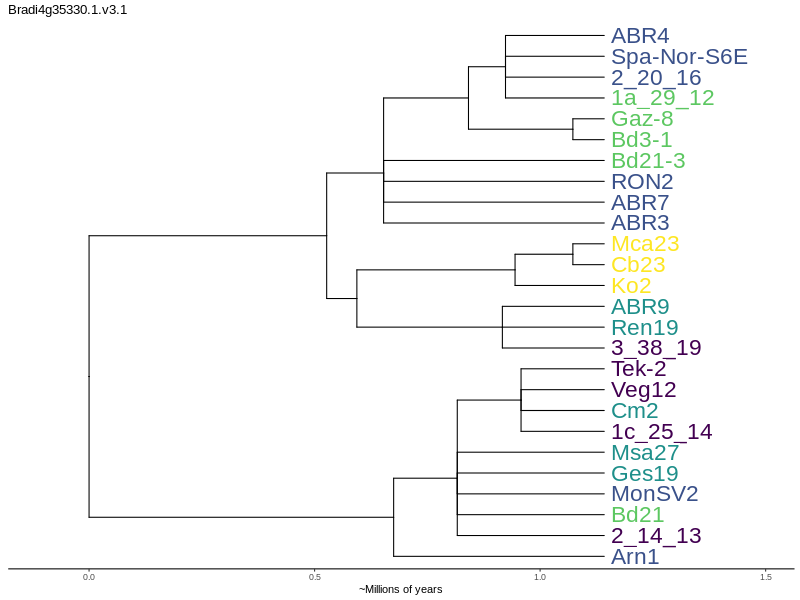 Bradi4g35330.1.v3.1
ABR4
Spa-Nor-S6E
2_20_16
1a_29_12
Gaz-8
Bd3-1
Bd21-3
RON2
ABR7
ABR3
Mca23
Cb23
Ko2
ABR9
Ren19
3_38_19
Tek-2
Veg12
Cm2
1c_25_14
Msa27
Ges19
MonSV2
Bd21
2_14_13
Arn1
0.0 0.5 1.0 1.5
~Millions of years